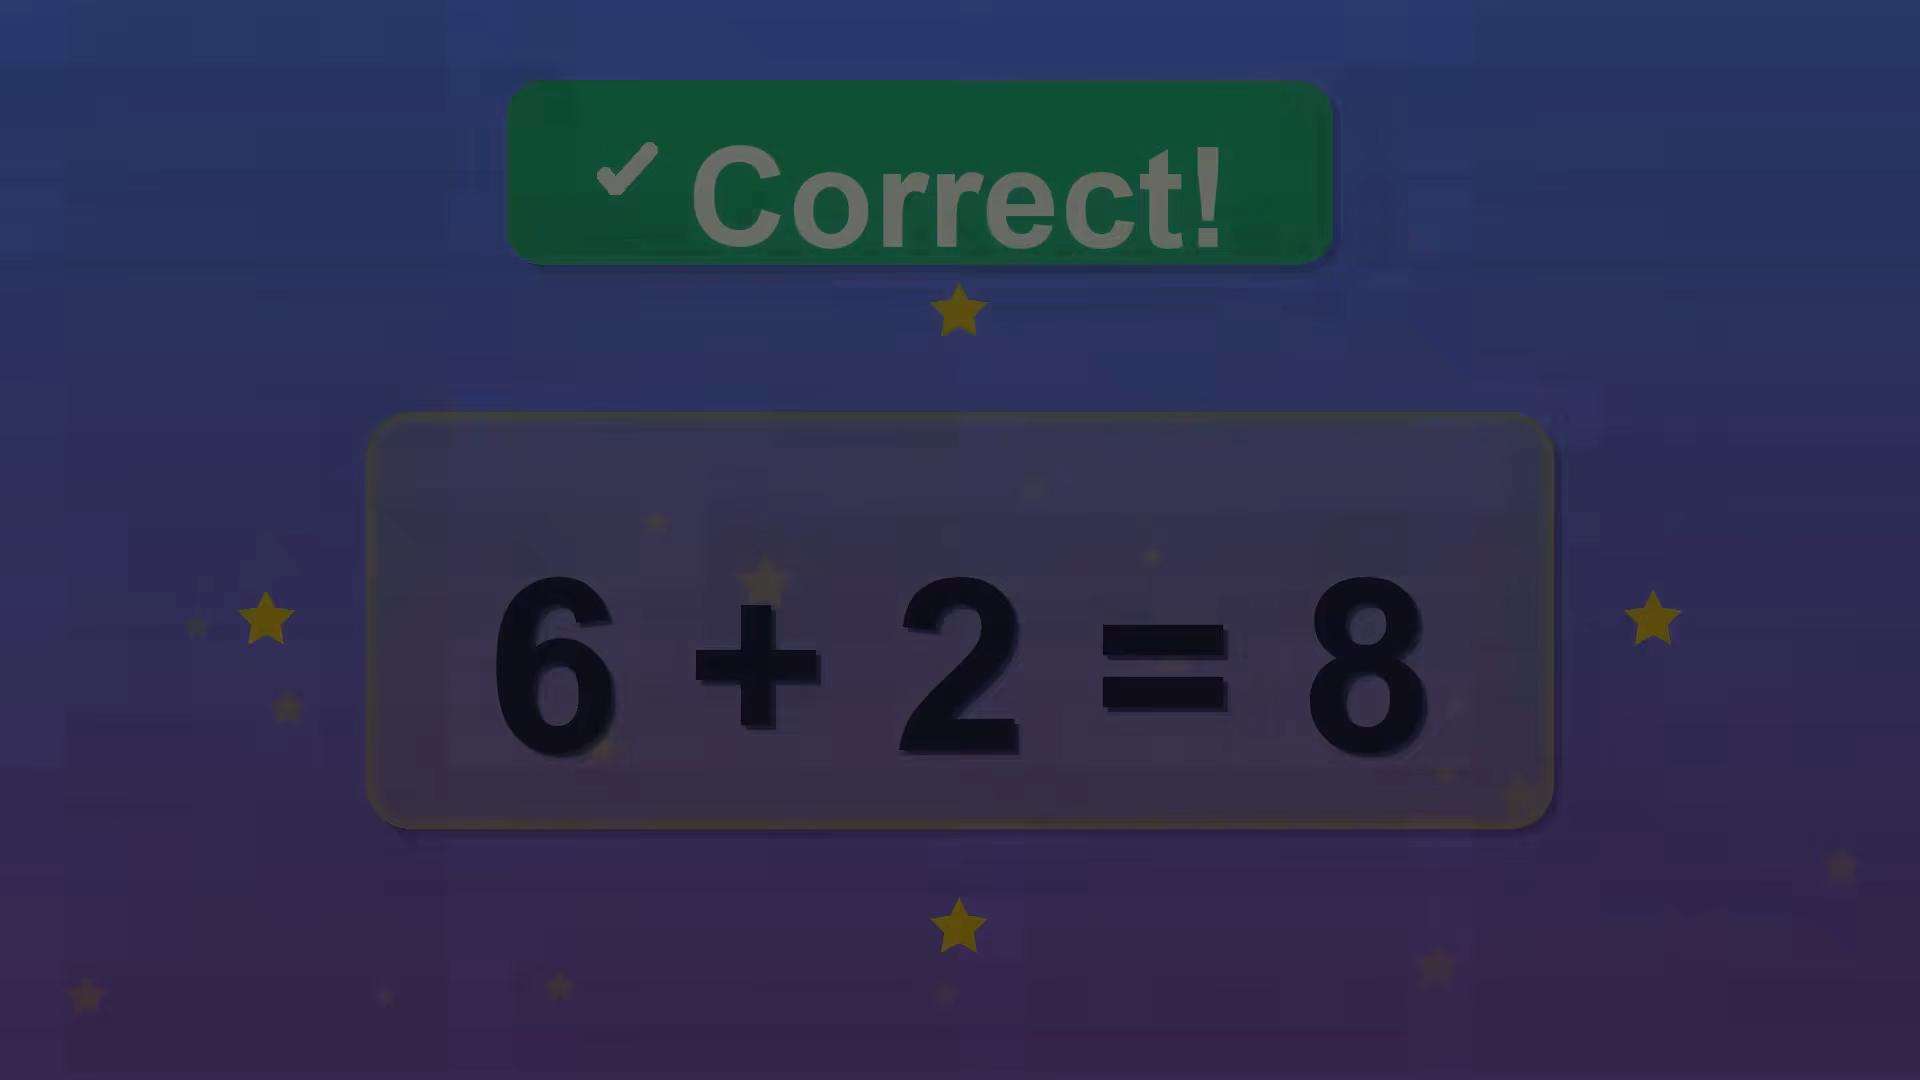 ✓ Correct!
6 + 2 = 8